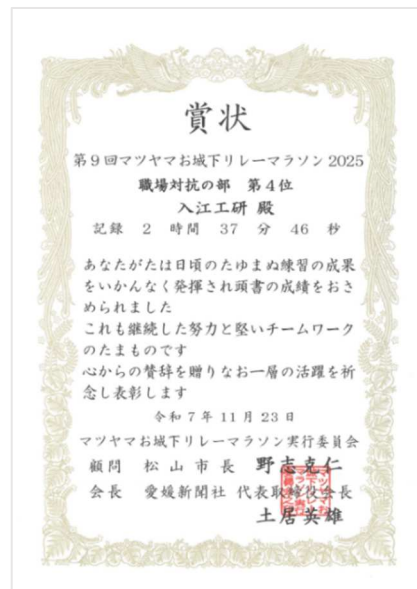 賞状
第9回マツヤマお城下リレーマラソン2025
職場対抗の部 第4位
入江工研 殿
記録 2 時間 37 分 46 秒
あなたがたは日頃のたゆまぬ練習の成果
をいかんなく発揮され頭書の成績をおさ
められました
これも継続した努力と堅いチームワーク
のたまものです
心からの賛辞を贈りなお一層の活躍を祈
念し表彰します
令和7年11月23日
マツヤマお城下リレーマラソン実行委員会
顧問 松山市長 野志克仁
会長 愛媛新聞社 代表取締役会長
土居英雄